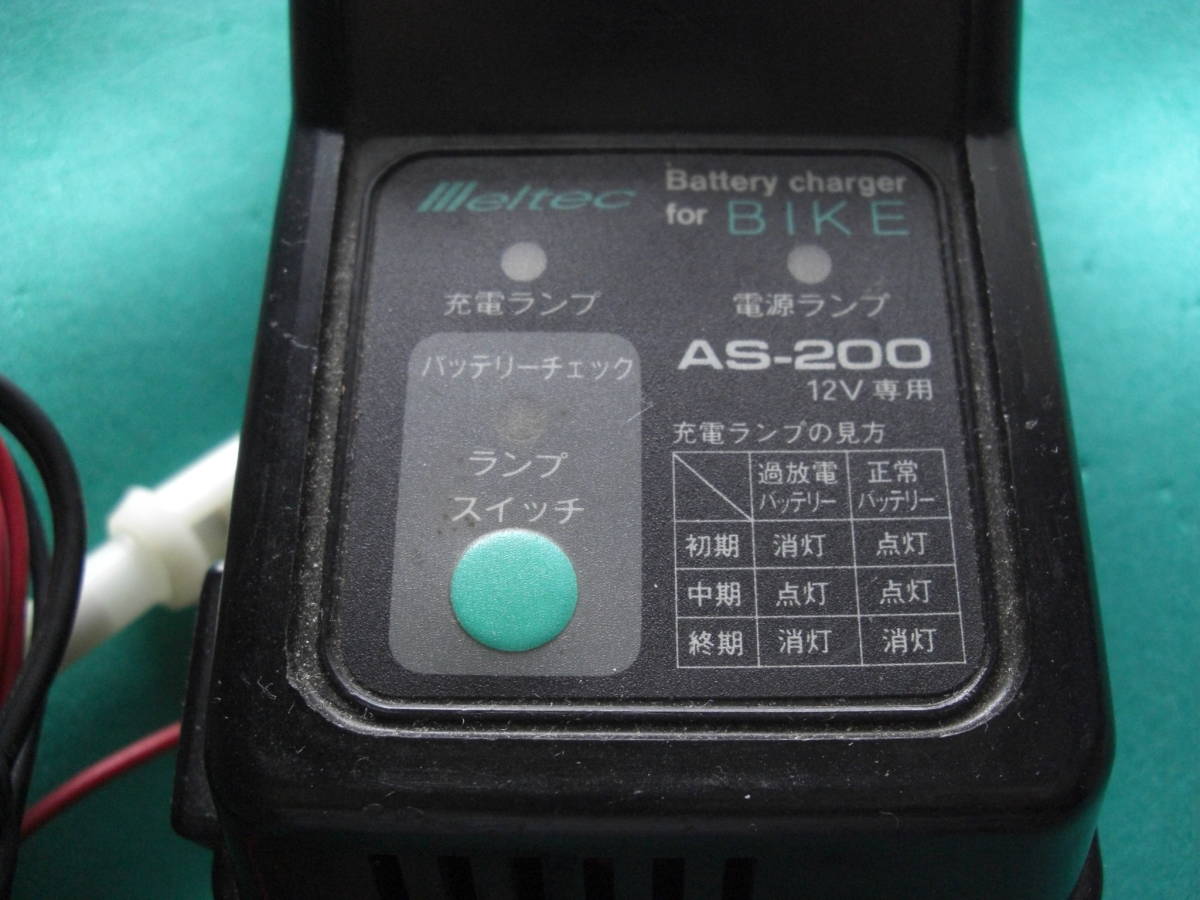 Meltec
Battery charger
for BIKE
充電ランプ
電源ランプ
バッテリーチェック
ランプ
スイッチ
AS-200
12V専用
充電ランプの見方
過放電バッテリー 正常バッテリー
初期 消灯 点灯
中期 点灯 点灯
終期 消灯 消灯